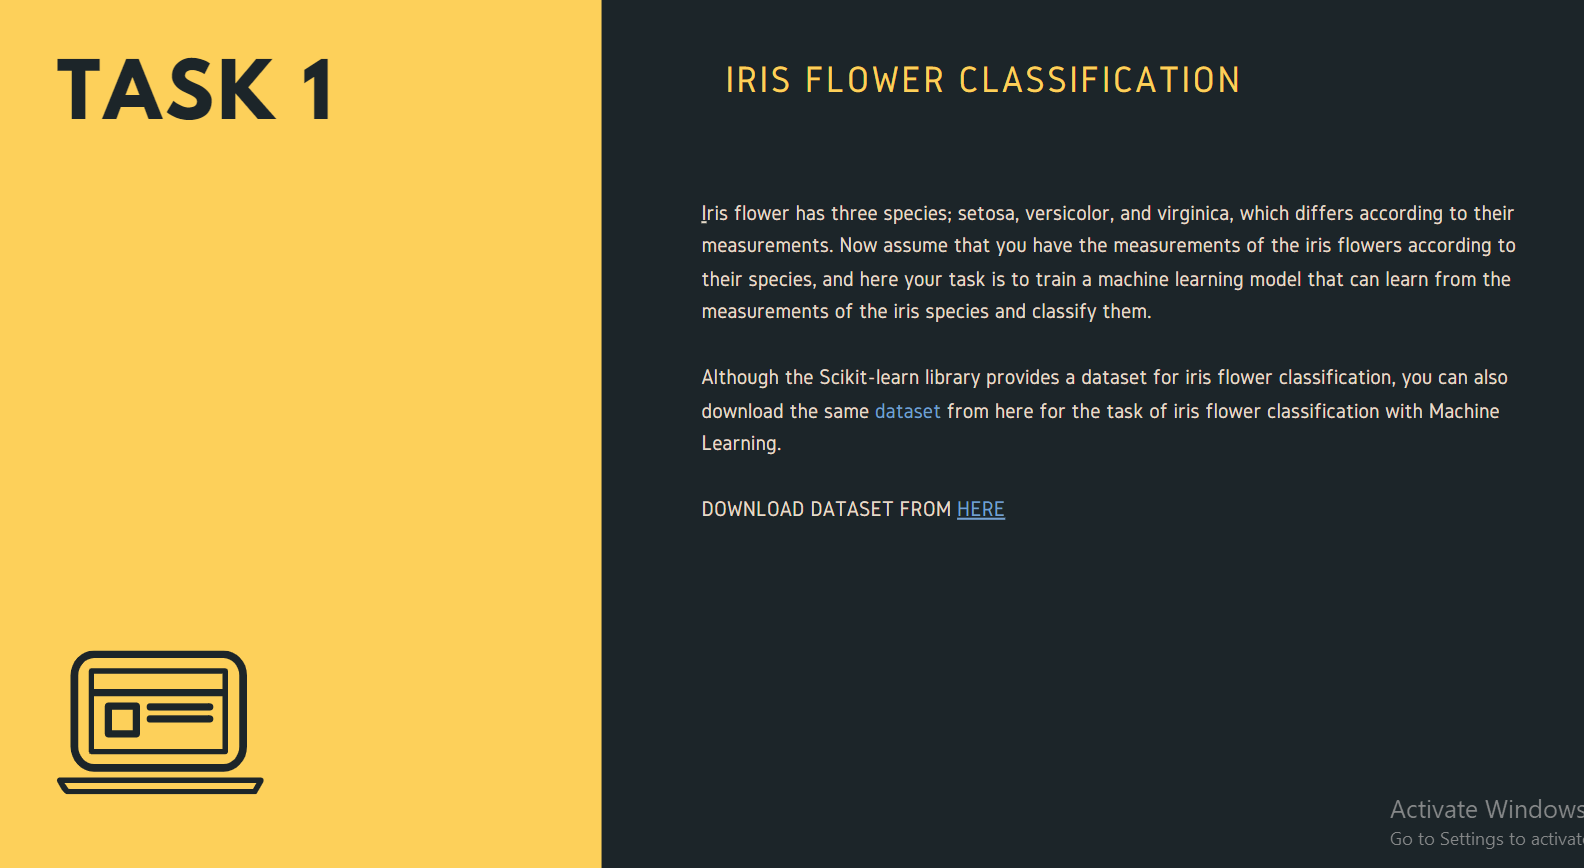 TASK 1
IRIS FLOWER CLASSIFICATION
Iris flower has three species; setosa, versicolor, and virginica, which differs according to their
measurements. Now assume that you have the measurements of the iris flowers according to
their species, and here your task is to train a machine learning model that can learn from the
measurements of the iris species and classify them.
Although the Scikit-learn library provides a dataset for iris flower classification, you can also
download the same dataset from here for the task of iris flower classification with Machine
Learning.
DOWNLOAD DATASET FROM HERE
Activate Windows
Go to Settings to activate